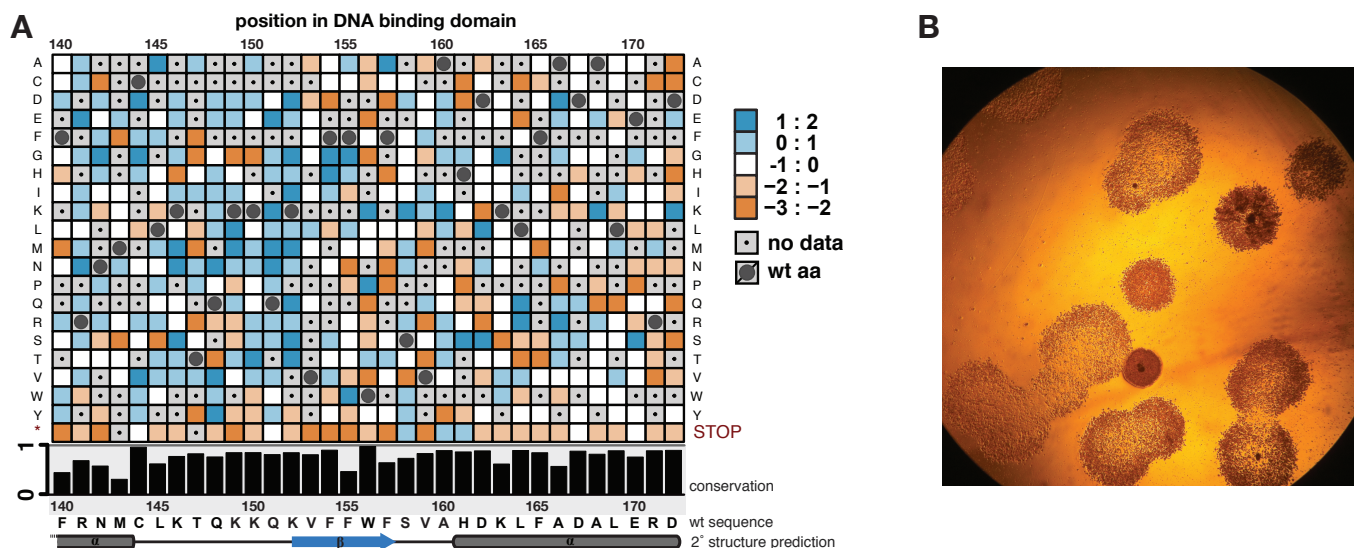 A
B
position in DNA binding domain
140 145 150 155 160 165 170
A A
C C
D D
E E
F F
G G
H H
I I
K K
L L
M M
N N
P P
Q Q
R R
S S
T T
V V
W W
Y Y
* STOP
1 : 2
0 : 1
-1 : 0
−2 : −1
−3 : −2
no data
wt aa
1
0
conservation
140 145 150 155 160 165 170
F R N M C L K T Q K K Q K V F F W F S V A H D K L F A D A L E R D wt sequence
α β α 2° structure prediction